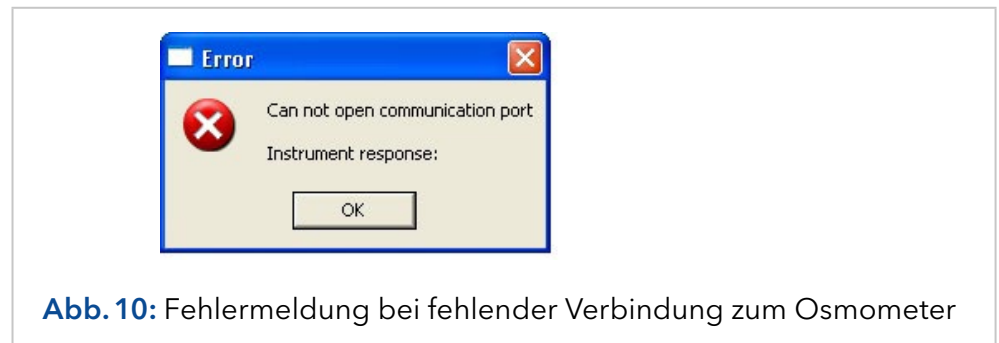 Error
Can not open communication port
Instrument response:
OK
Abb. 10: Fehlermeldung bei fehlender Verbindung zum Osmometer